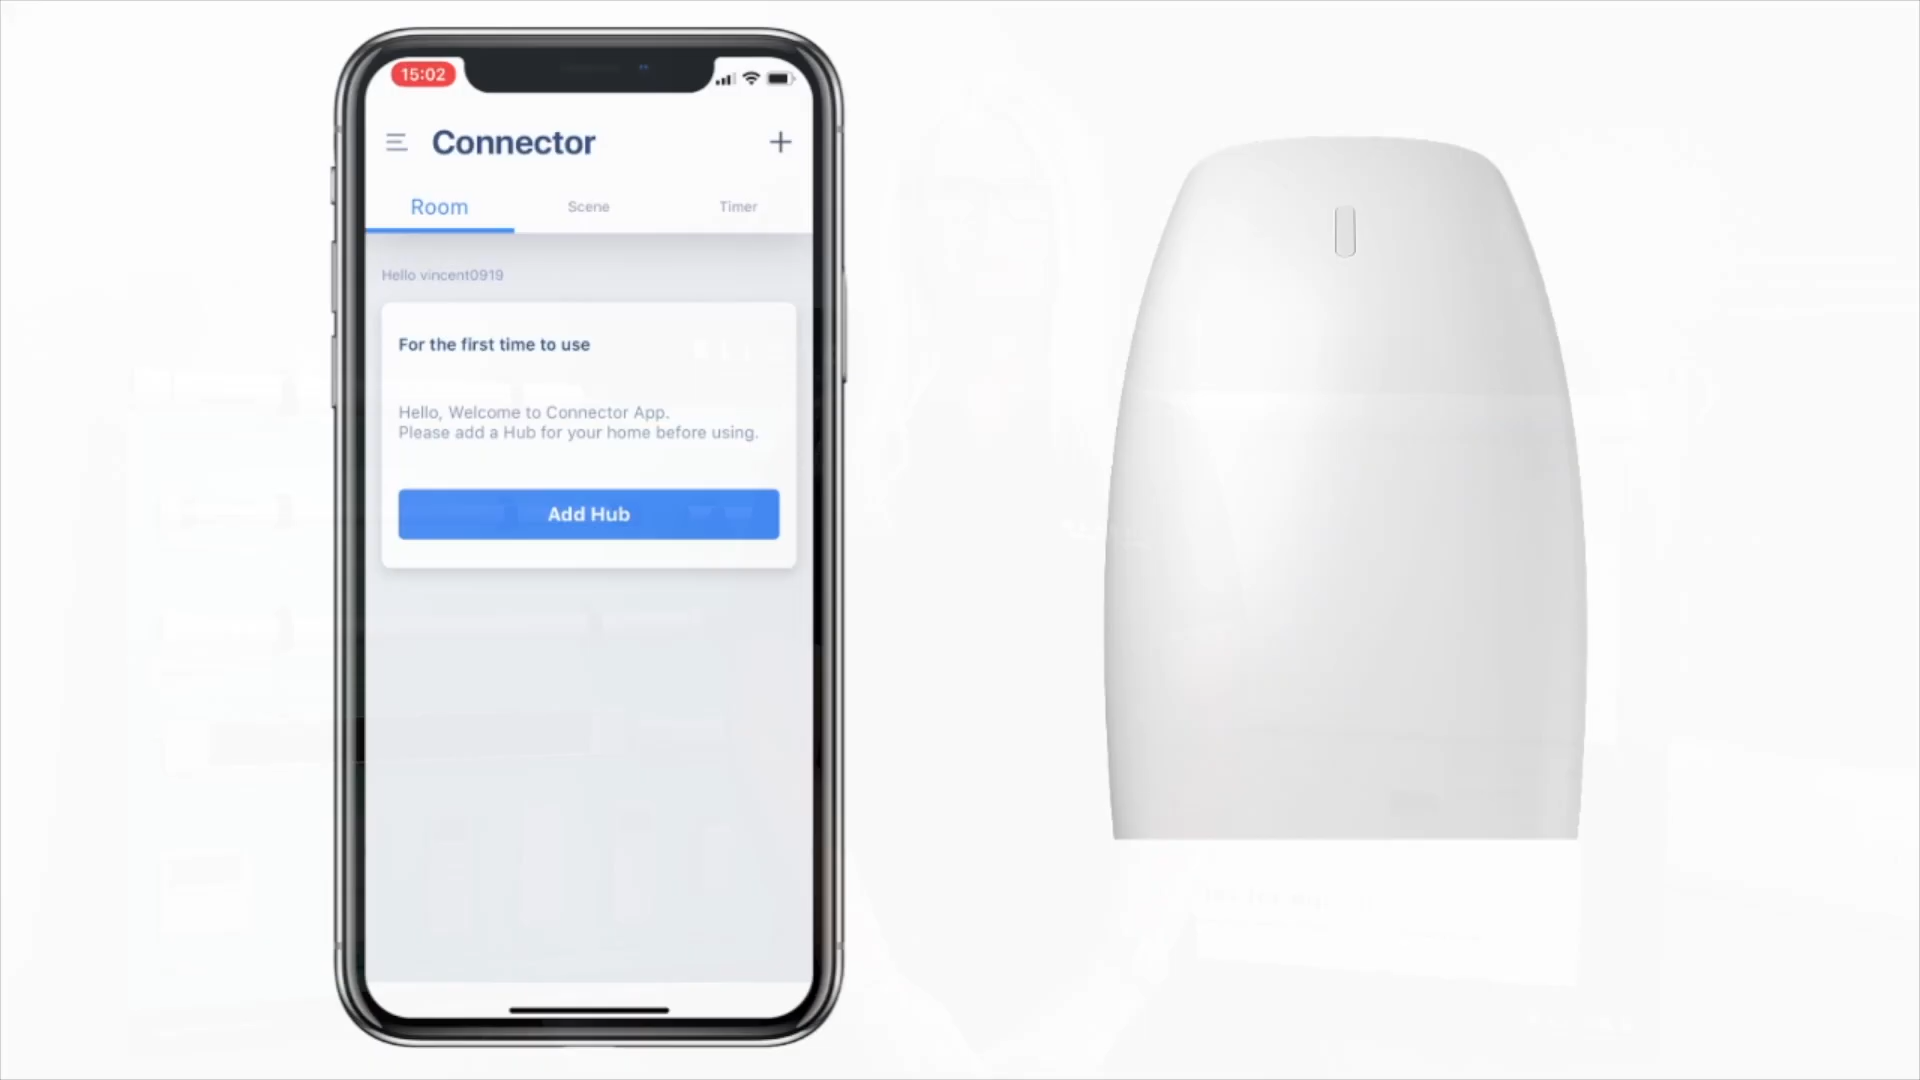 15:02
Connector
Room
Scene
Timer
Hello vincent0919
For the first time to use
Hello, Welcome to Connector App.
Please add a Hub for your home before using.
Add Hub